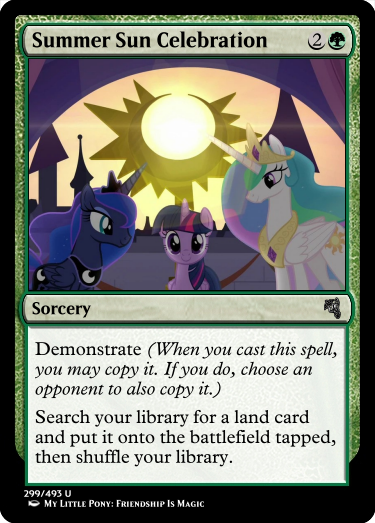 Summer Sun Celebration 2
Sorcery
Demonstrate (When you cast this spell,
you may copy it. If you do, choose an
opponent to also copy it.)
Search your library for a land card
and put it onto the battlefield tapped,
then shuffle your library.
299/493 U
My Little Pony: Friendship Is Magic